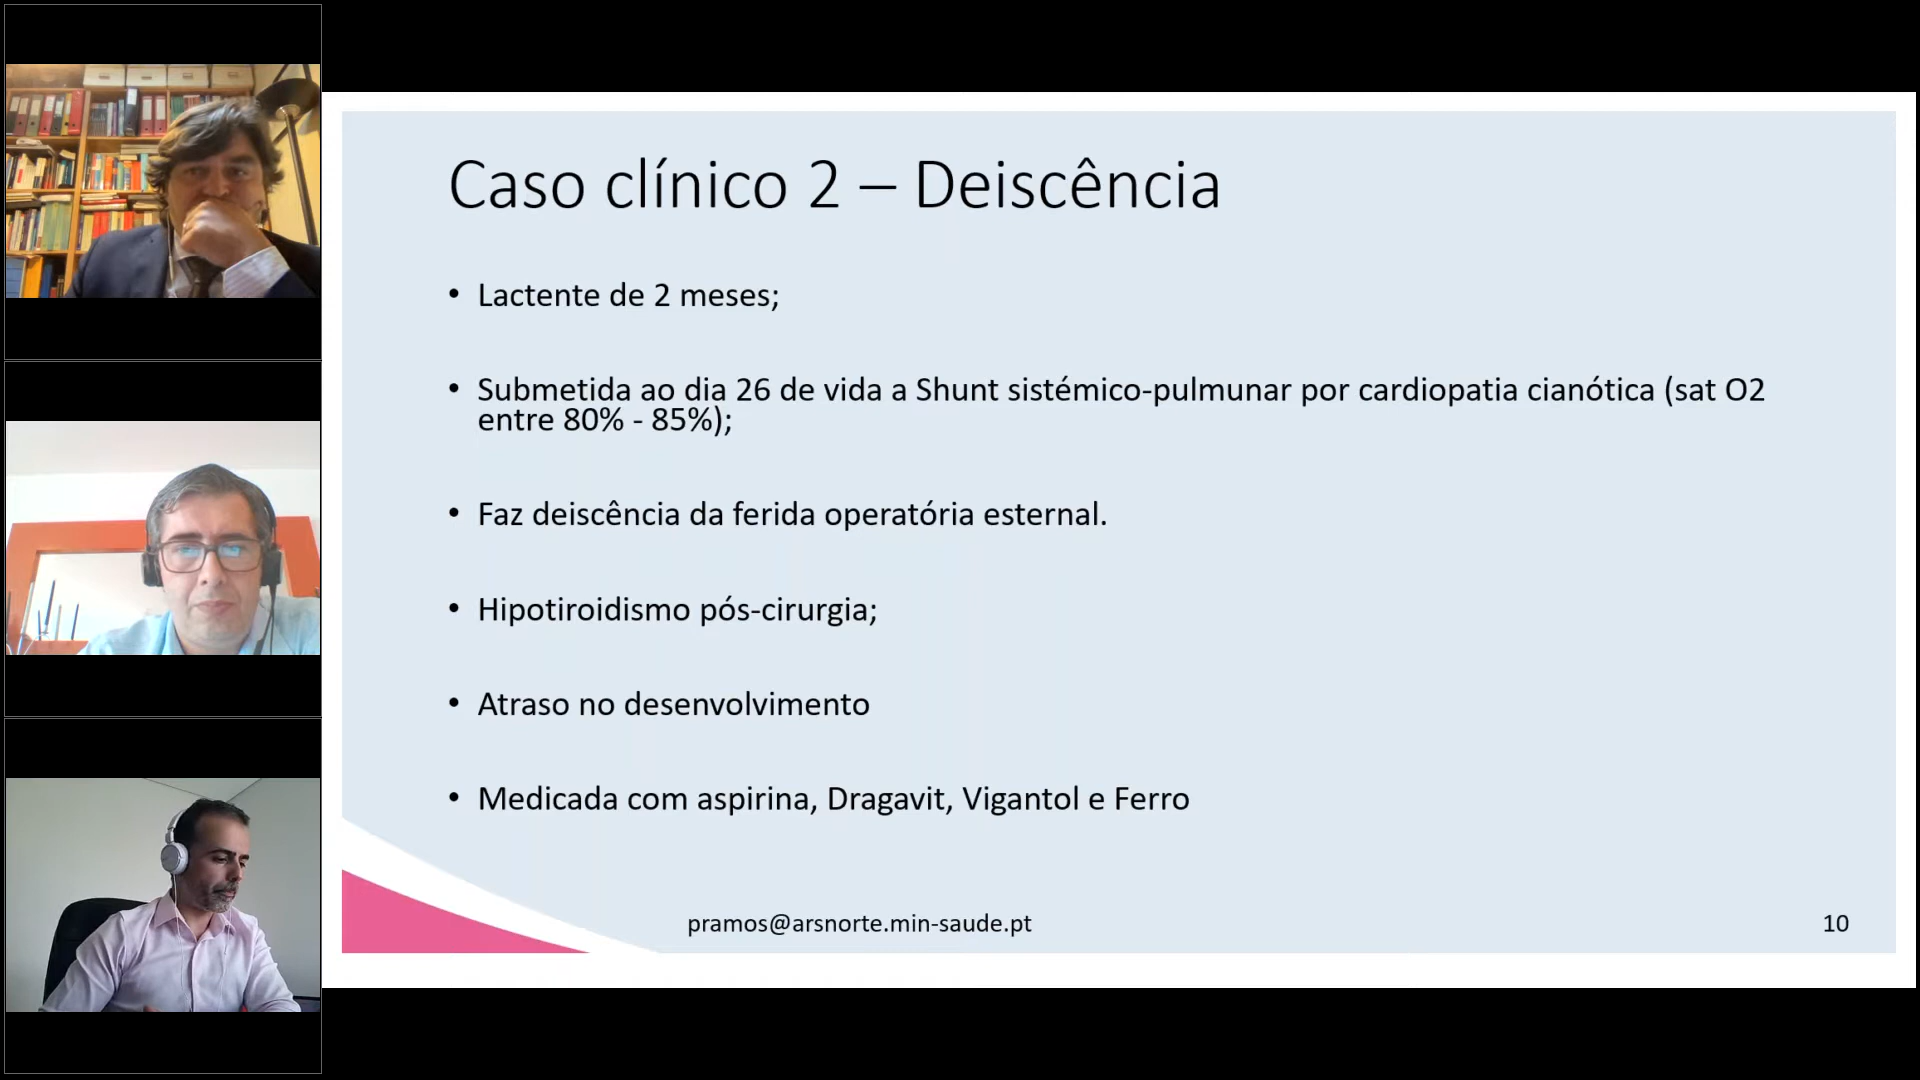 Caso clínico 2 – Deiscência
• Lactente de 2 meses;
• Submetida ao dia 26 de vida a Shunt sistémico-pulmunar por cardiopatia cianótica (sat O2
entre 80% - 85%);
• Faz deiscência da ferida operatória esternal.
• Hipotiroidismo pós-cirurgia;
• Atraso no desenvolvimento
• Medicada com aspirina, Dragavit, Vigantol e Ferro
pramos@arsnorte.min-saude.pt
10